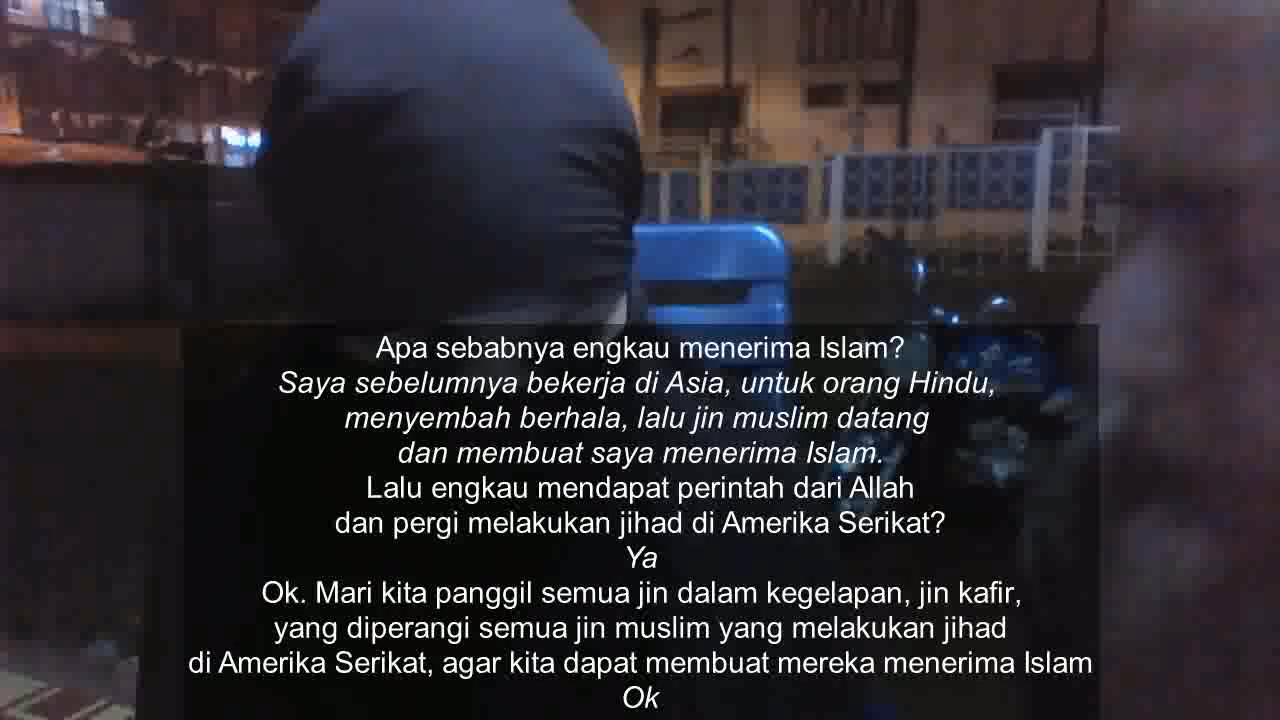 Apa sebabnya engkau menerima Islam?
Saya sebelumnya bekerja di Asia, untuk orang Hindu,
menyembah berhala, lalu jin muslim datang
dan membuat saya menerima Islam.
Lalu engkau mendapat perintah dari Allah
dan pergi melakukan jihad di Amerika Serikat?
Ya
Ok. Mari kita panggil semua jin dalam kegelapan, jin kafir,
yang diperangi semua jin muslim yang melakukan jihad
di Amerika Serikat, agar kita dapat membuat mereka menerima Islam
Ok